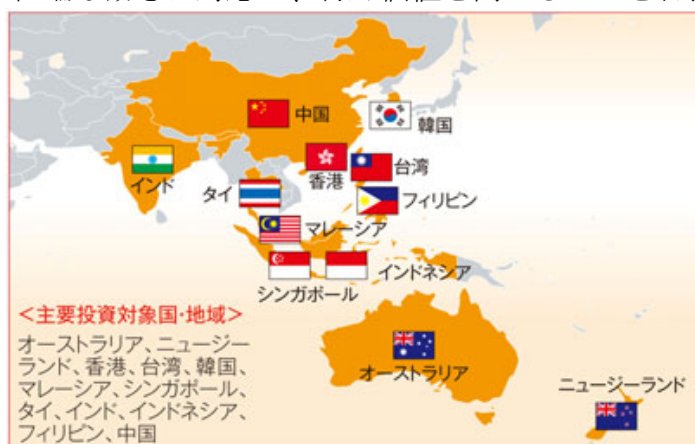 中国
韓国
インド
香港
台湾
タイ
フィリピン
マレーシア
シンガポール
インドネシア
オーストラリア
ニュージーランド
<主要投資対象国・地域>
オーストラリア、ニュージー
ランド、香港、台湾、韓国、
マレーシア、シンガポール、
タイ、インド、インドネシア、
フィリピン、中国